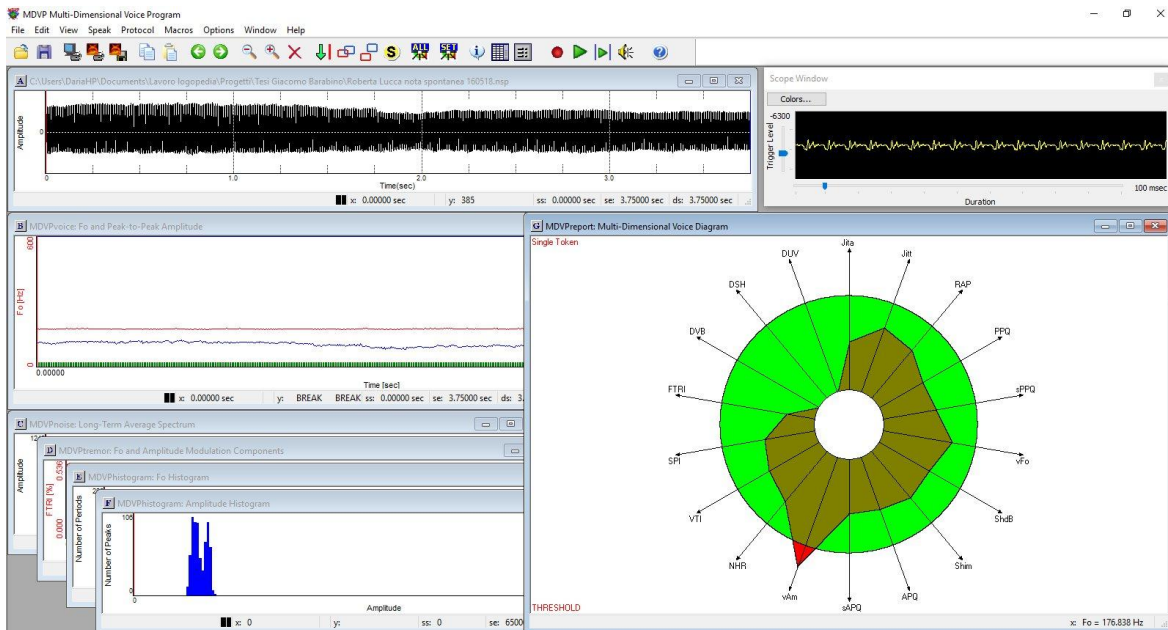 MDVP Multi-Dimensional Voice Program
File Edit View Speak Protocol Macros Options Window Help
S ALL SET
A C:\Users\DariaHP\Documents\Lavoro logopedia\Progetti\Tesi Giacomo Barabino\Roberta Lucca nota spontanea 160518.nsp
Amplitude
0
0 1.0 2.0 3.0
Time(sec)
x: 0.00000 sec y: 385 ss: 0.00000 sec se: 3.75000 sec ds: 3.75000 sec
Scope Window
Colors...
-6300
Trigger Level
100 msec
Duration
B MDVPvoice: Fo and Peak-to-Peak Amplitude
600
Fo [Hz]
0
0.00000
Time [sec]
x: 0.00000 sec y: BREAK BREAK ss: 0.00000 sec se: 3.75000 sec ds: 3.
C MDVPnoise: Long-Term Average Spectrum
Amplitude
D MDVPtremor: Fo and Amplitude Modulation Components
FTRI [%]
0.536
0.000
E MDVPhistogram: Fo Histogram
Number of Periods
F MDVPhistogram: Amplitude Histogram
Number of Peaks
0
Amplitude
x: 0 y: ss: 0 se: 6500
G MDVPreport: Multi-Dimensional Voice Diagram
Single Token
Jita
Jitt
RAP
PPQ
sPPQ
vFo
ShdB
Shim
APQ
sAPQ
vAm
NHR
VTI
SPI
FTRI
DVB
DSH
DUV
THRESHOLD
x: Fo = 176.838 Hz